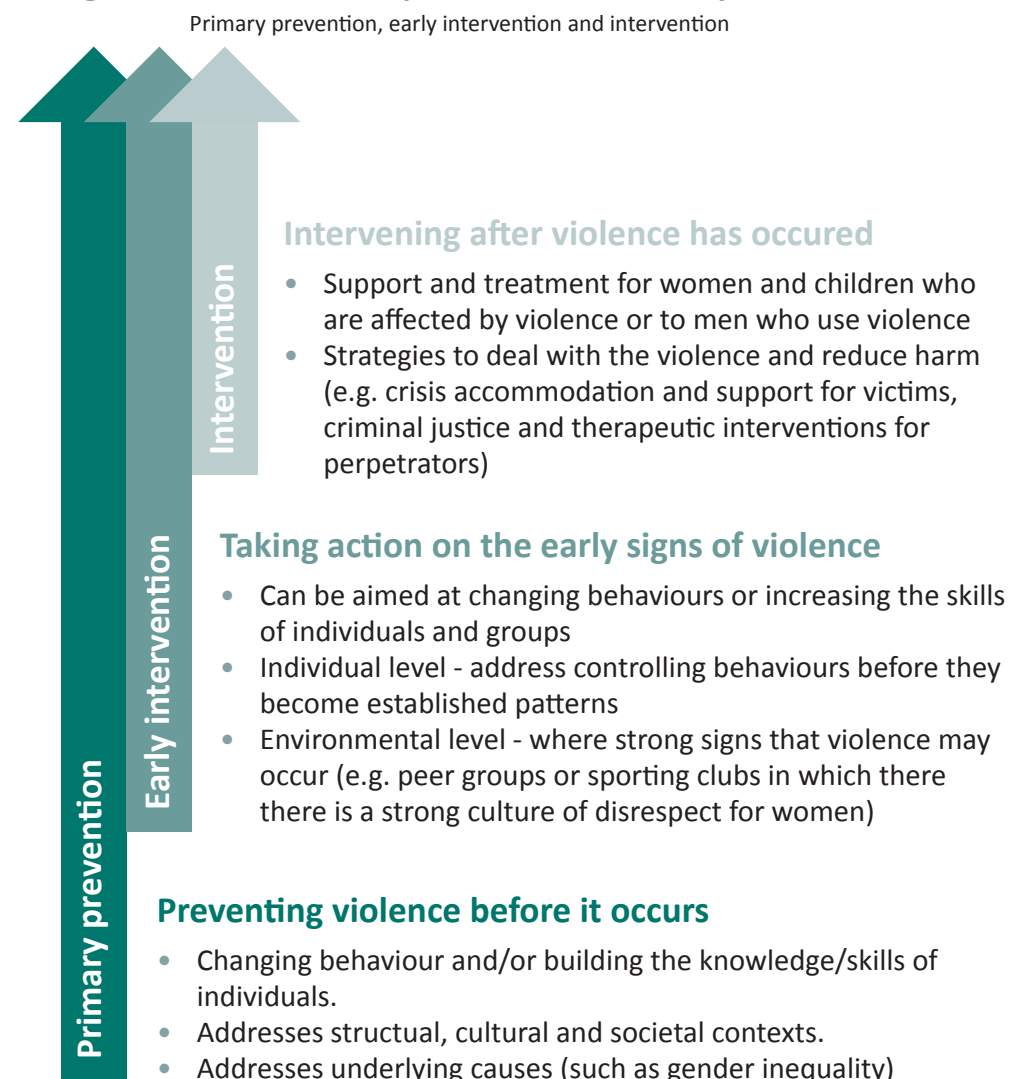 Primary prevention, early intervention and intervention
Intervening after violence has occured
• Support and treatment for women and children who
are affected by violence or to men who use violence
• Strategies to deal with the violence and reduce harm
(e.g. crisis accommodation and support for victims,
criminal justice and therapeutic interventions for
perpetrators)
Intervention
Taking action on the early signs of violence
• Can be aimed at changing behaviours or increasing the skills
of individuals and groups
• Individual level - address controlling behaviours before they
become established patterns
• Environmental level - where strong signs that violence may
occur (e.g. peer groups or sporting clubs in which there
there is a strong culture of disrespect for women)
Early intervention
Preventing violence before it occurs
• Changing behaviour and/or building the knowledge/skills of
individuals.
• Addresses structual, cultural and societal contexts.
• Addresses underlying causes (such as gender inequality)
Primary prevention